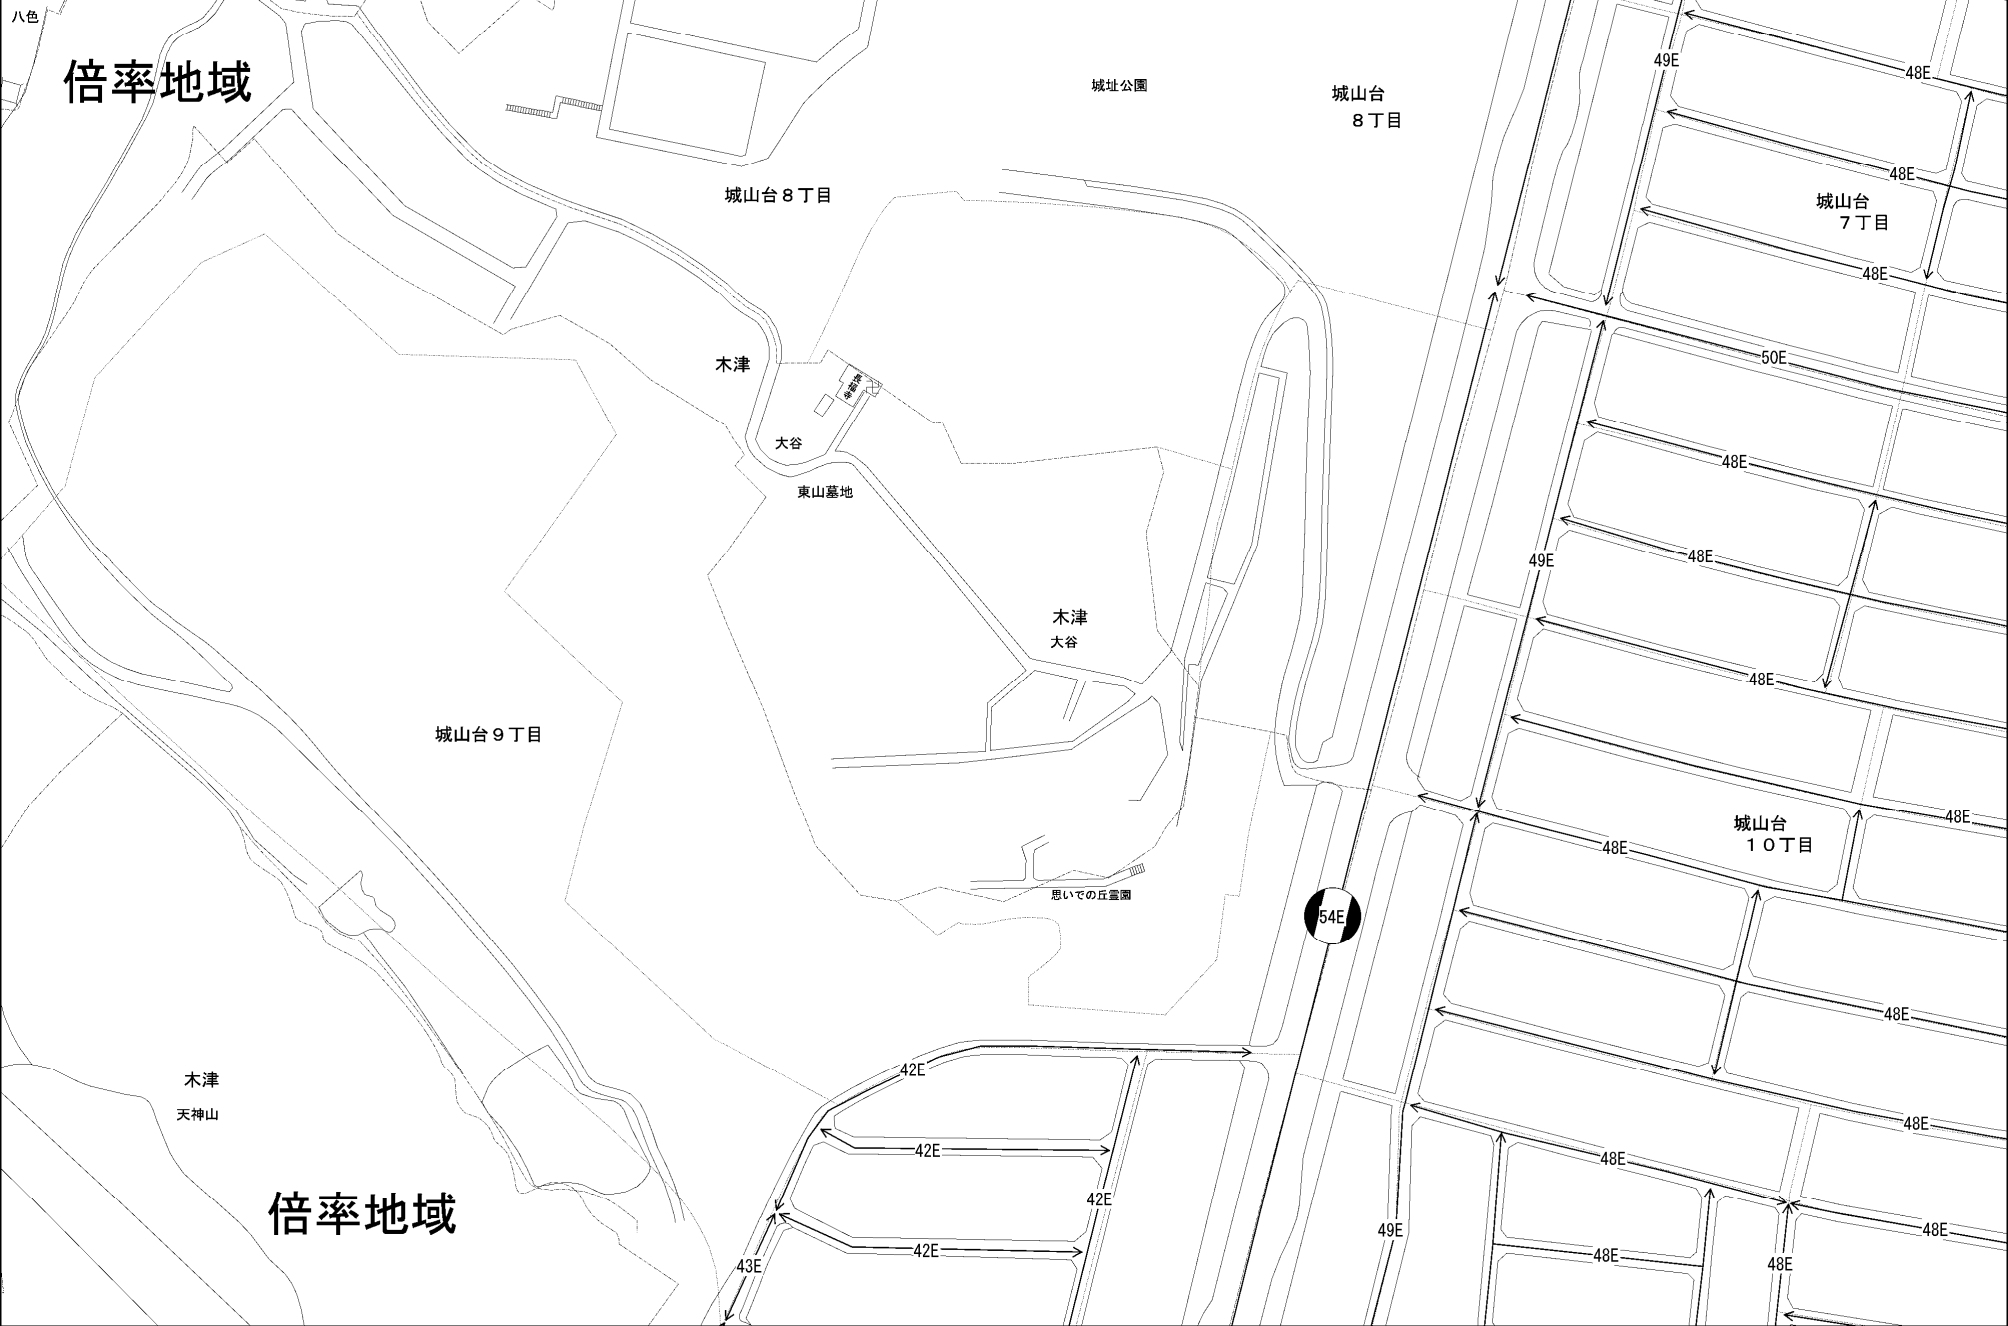 八色
倍率地域
城址公園
城山台
８丁目
49E
48E
48E
城山台８丁目
城山台
７丁目
48E
木津
長福寺
50E
大谷
48E
東山墓地
49E
48E
木津
大谷
48E
城山台９丁目
48E
城山台
１０丁目
48E
思いでの丘霊園
54E
48E
木津
天神山
42E
48E
42E
48E
42E
倍率地域
49E
48E
42E
43E
48E
48E